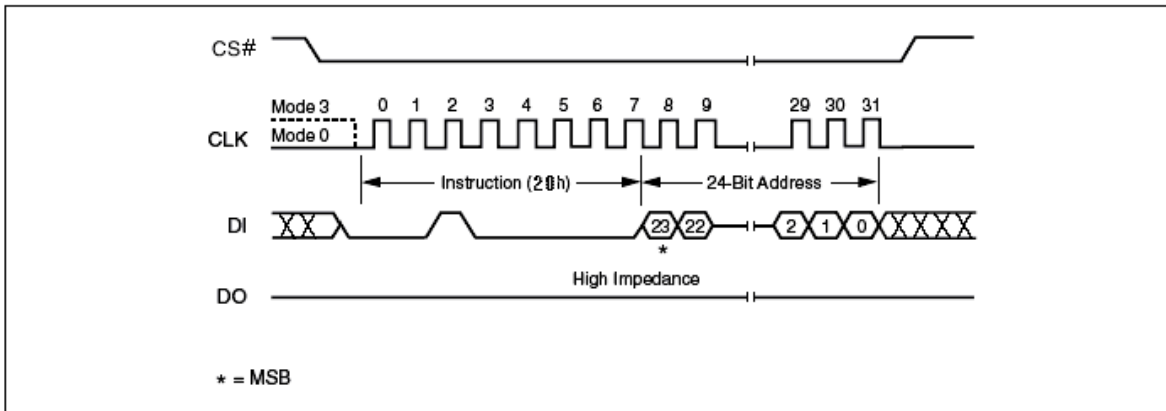 CS#
Mode 3
0 1 2 3 4 5 6 7 8 9 29 30 31
CLK
Mode 0
Instruction (20h)
24-Bit Address
DI
23 22 2 1 0
*
High Impedance
DO
* = MSB